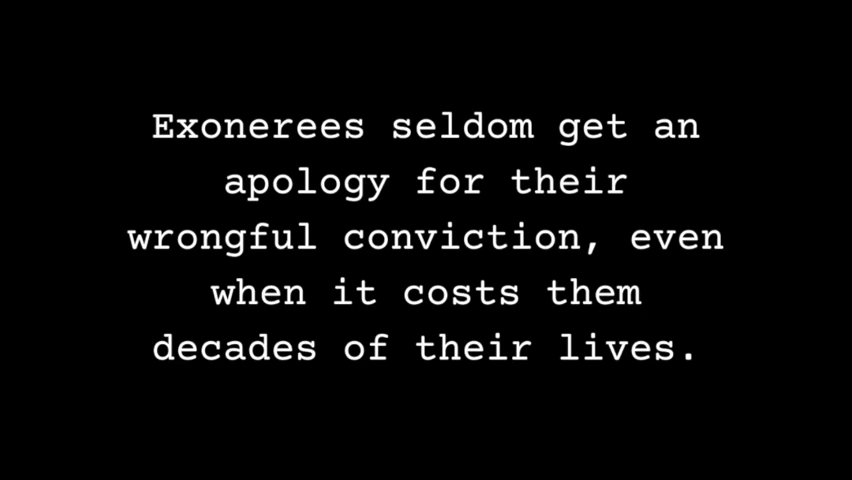 Exonerees seldom get an
apology for their
wrongful conviction, even
when it costs them
decades of their lives.